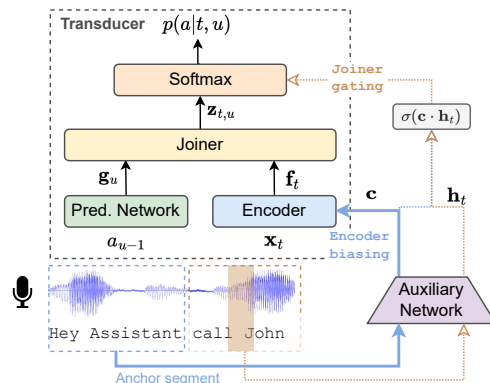 Transducer
p(a|t, u)
Softmax
Joiner
gating
z_{t,u}
σ(c · h_t)
Joiner
g_u
f_t
c
h_t
Pred. Network
Encoder
a_{u−1}
x_t
Encoder
biasing
Auxiliary
Network
Hey Assistant
call John
Anchor segment